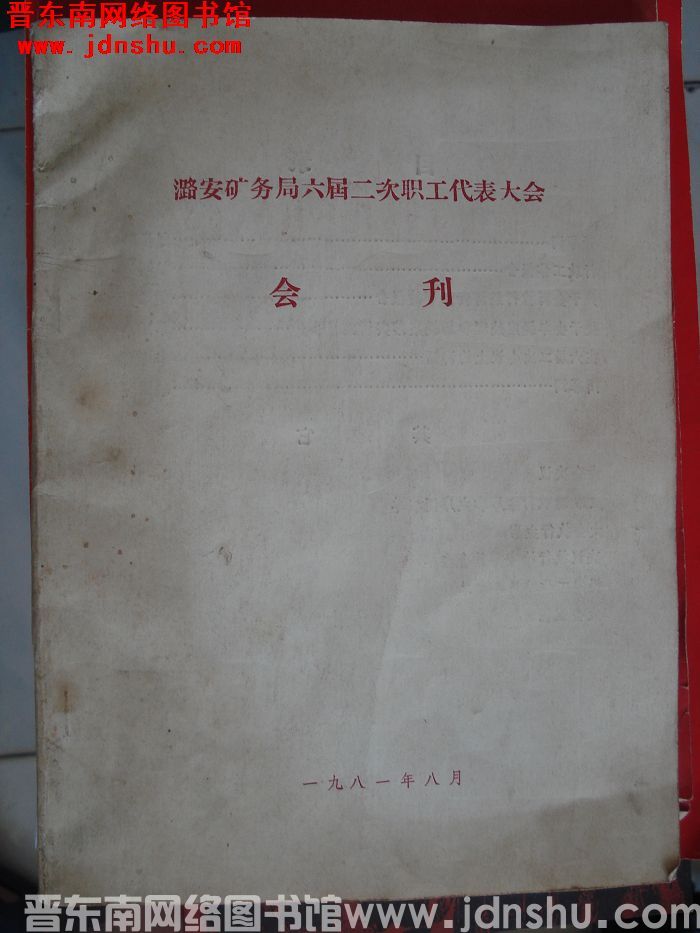 晋东南网络图书馆
www.jdnshu.com
潞安矿务局六届二次职工代表大会
会 刊
一九八一年八月
晋东南网络图书馆www.jdnshu.com